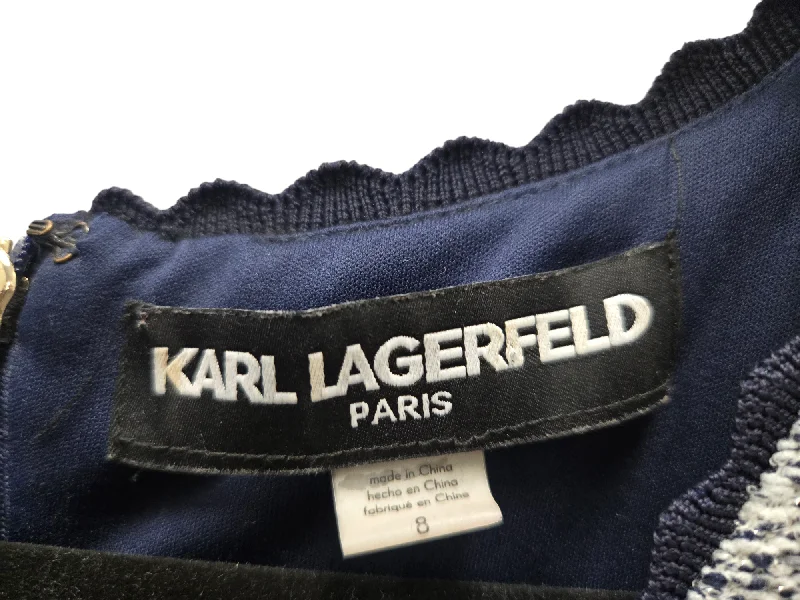 KARL LAGERFELD
PARIS
made in China
hecho en China
fabriqué en Chine
8